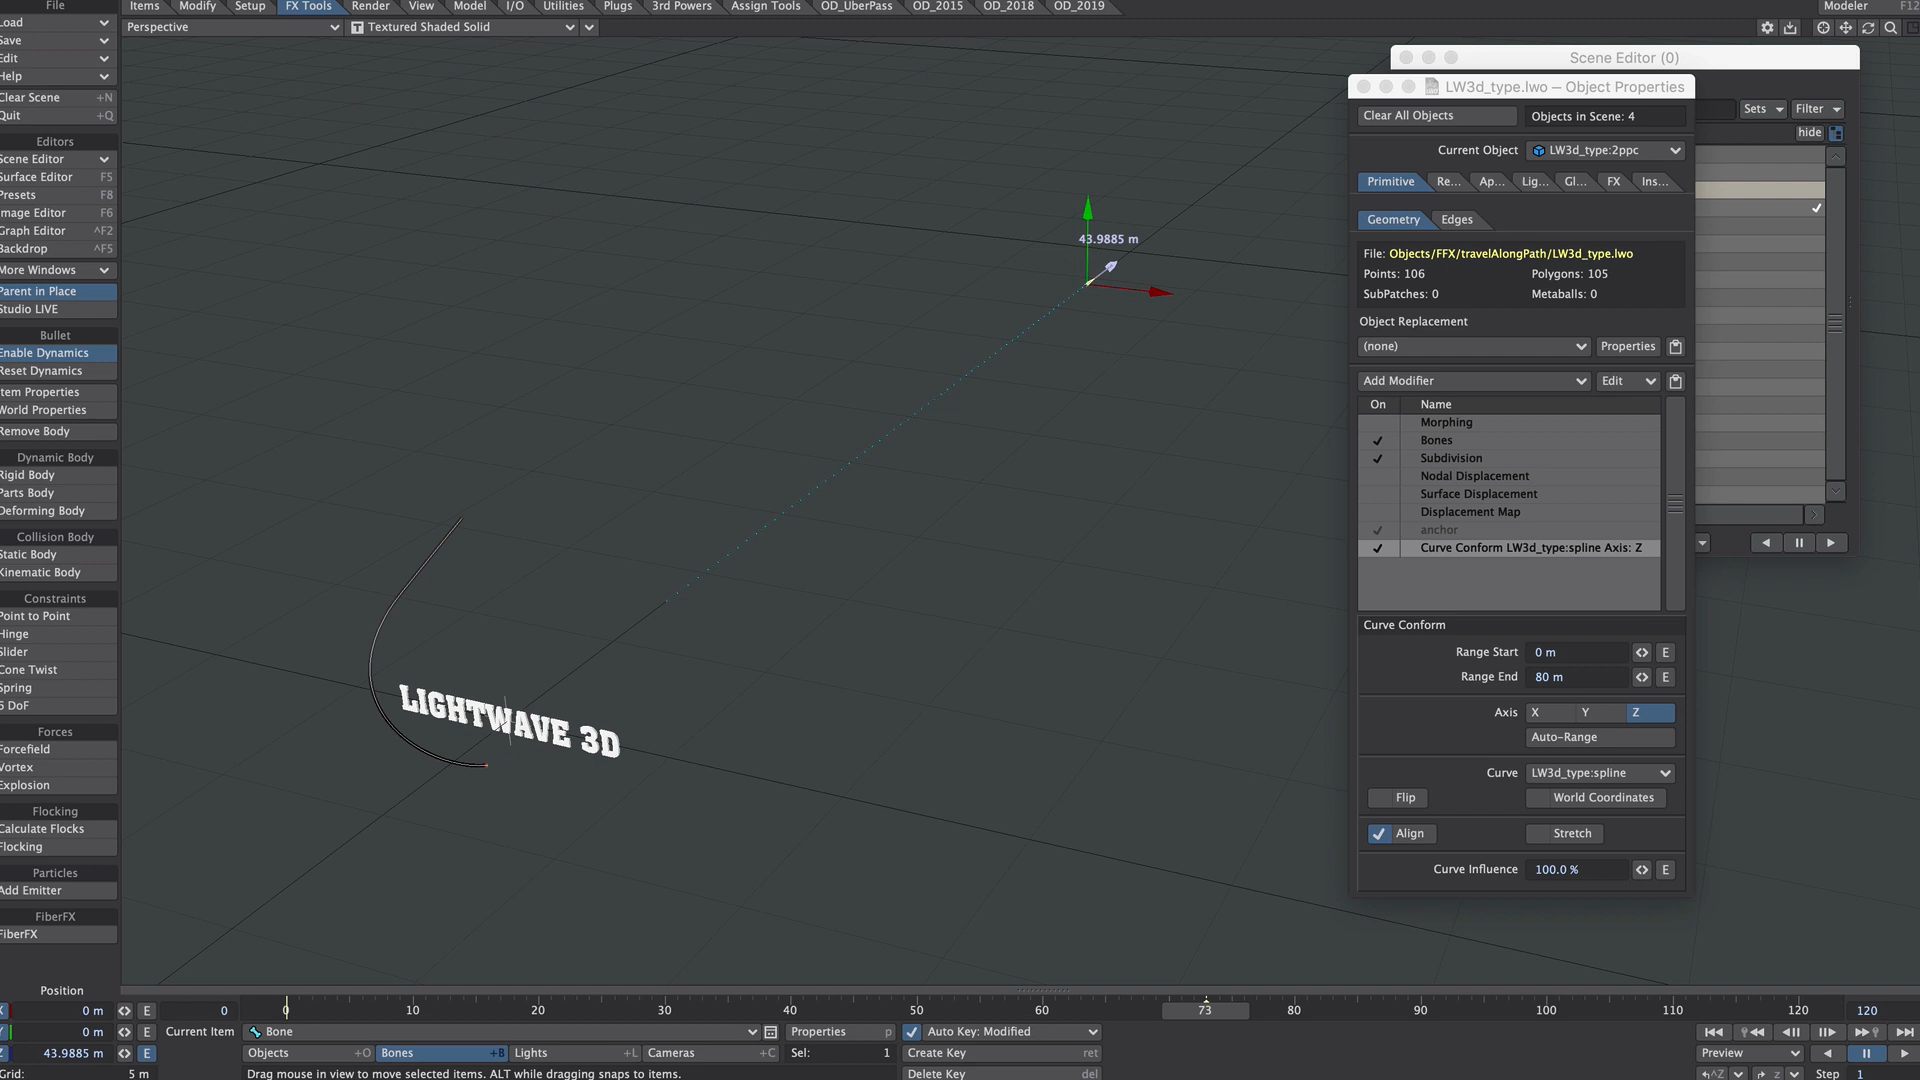 File
Items Modify Setup FX Tools Render View Model I/O Utilities Plugs 3rd Powers Assign Tools OD_UberPass OD_2015 OD_2018 OD_2019 Modeler F12
Load
Save
Edit
Help
Clear Scene +N
Quit +Q
Editors
Scene Editor
Surface Editor F5
Presets F8
Image Editor F6
Graph Editor ^F2
Backdrop ^F5
More Windows
Parent in Place
Studio LIVE
Bullet
Enable Dynamics
Reset Dynamics
Item Properties
World Properties
Remove Body
Dynamic Body
Rigid Body
Parts Body
Deforming Body
Collision Body
Static Body
Kinematic Body
Constraints
Point to Point
Hinge
Slider
Cone Twist
Spring
6 DoF
Forces
Forcefield
Vortex
Explosion
Flocking
Calculate Flocks
Flocking
Particles
Add Emitter
FiberFX
FiberFX
Perspective
T Textured Shaded Solid
43.9885 m
LIGHTWAVE 3D
Scene Editor (0)
Sets Filter
hide
LW3d_type.lwo — Object Properties
Clear All Objects Objects in Scene: 4
Current Object LW3d_type:2ppc
Primitive Re... Ap... Lig... Gl... FX Ins...
Geometry Edges
File: Objects/FFX/travelAlongPath/LW3d_type.lwo
Points: 106 Polygons: 105
SubPatches: 0 Metaballs: 0
Object Replacement
(none) Properties
Add Modifier Edit
On Name
Morphing
Bones
Subdivision
Nodal Displacement
Surface Displacement
Displacement Map
anchor
Curve Conform LW3d_type:spline Axis: Z
Curve Conform
Range Start 0 m E
Range End 80 m E
Axis X Y Z
Auto-Range
Curve LW3d_type:spline
Flip World Coordinates
Align Stretch
Curve Influence 100.0 % E
Position
X 0 m E 0 0 10 20 30 40 50 60 73 80 90 100 110 120 120
Y 0 m E Current Item Bone Properties p Auto Key: Modified
Z 43.9885 m E Objects +O Bones +B Lights +L Cameras +C Sel: 1 Create Key ret Preview
Grid: 5 m Drag mouse in view to move selected items. ALT while dragging snaps to items. Delete Key del ^Z z Step 1